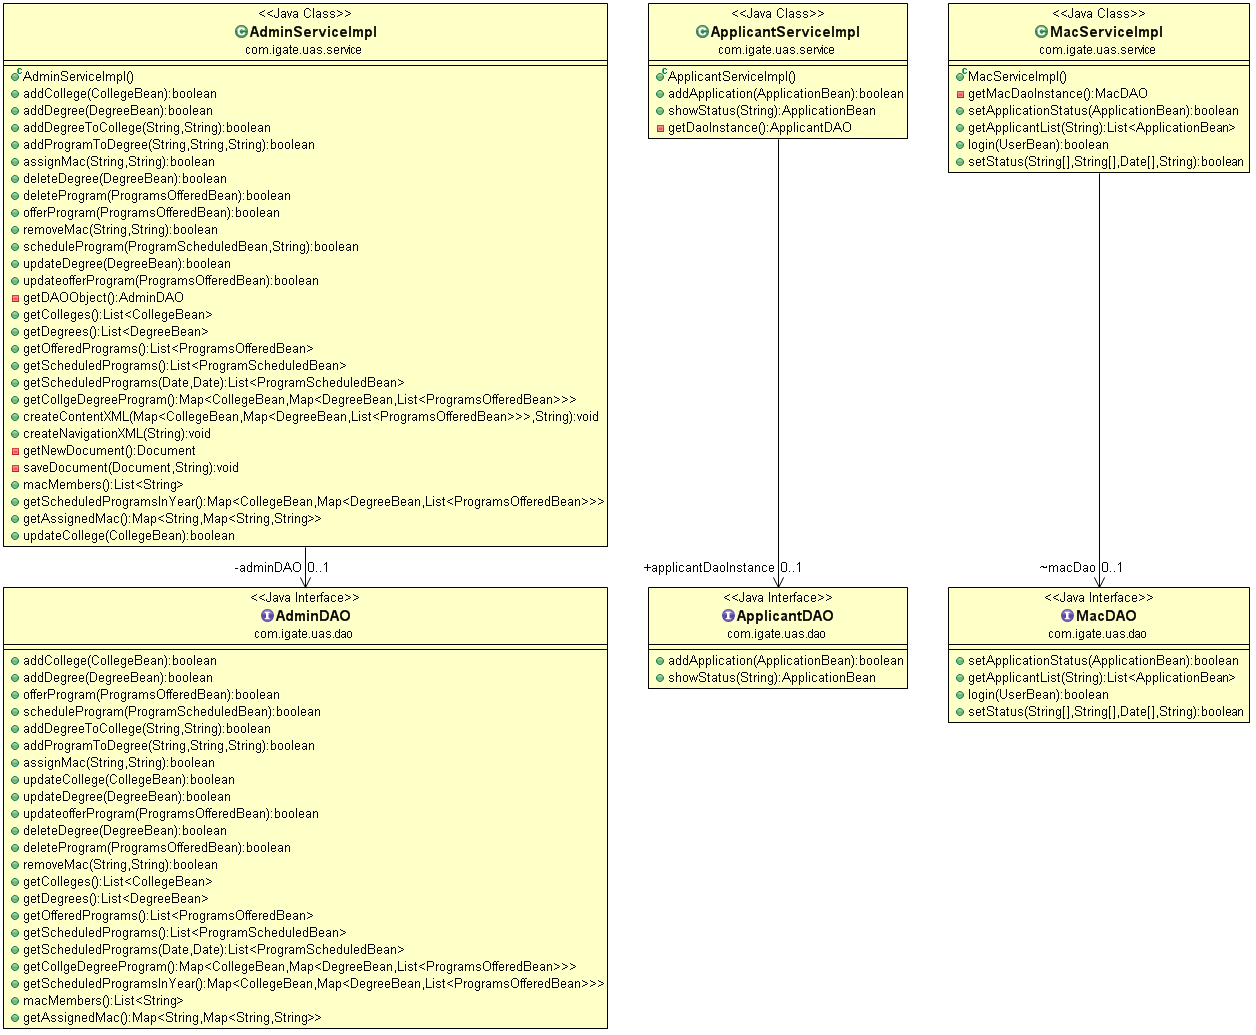 <<Java Class>>
AdminServiceImpl
com.igate.uas.service
AdminServiceImpl()
addCollege(CollegeBean):boolean
addDegree(DegreeBean):boolean
addDegreeToCollege(String,String):boolean
addProgramToDegree(String,String,String):boolean
assignMac(String,String):boolean
deleteDegree(DegreeBean):boolean
deleteProgram(ProgramsOfferedBean):boolean
offerProgram(ProgramsOfferedBean):boolean
removeMac(String,String):boolean
scheduleProgram(ProgramScheduledBean,String):boolean
updateDegree(DegreeBean):boolean
updateofferProgram(ProgramsOfferedBean):boolean
getDAOObject():AdminDAO
getColleges():List<CollegeBean>
getDegrees():List<DegreeBean>
getOfferedPrograms():List<ProgramsOfferedBean>
getScheduledPrograms():List<ProgramScheduledBean>
getScheduledPrograms(Date,Date):List<ProgramScheduledBean>
getCollgeDegreeProgram():Map<CollegeBean,Map<DegreeBean,List<ProgramsOfferedBean>>>
createContentXML(Map<CollegeBean,Map<DegreeBean,List<ProgramsOfferedBean>>>,String):void
createNavigationXML(String):void
getNewDocument():Document
saveDocument(Document,String):void
macMembers():List<String>
getScheduledProgramsInYear():Map<CollegeBean,Map<DegreeBean,List<ProgramsOfferedBean>>>
getAssignedMac():Map<String,Map<String,String>>
updateCollege(CollegeBean):boolean
-adminDAO 0..1
<<Java Interface>>
AdminDAO
com.igate.uas.dao
addCollege(CollegeBean):boolean
addDegree(DegreeBean):boolean
offerProgram(ProgramsOfferedBean):boolean
scheduleProgram(ProgramScheduledBean):boolean
addDegreeToCollege(String,String):boolean
addProgramToDegree(String,String,String):boolean
assignMac(String,String):boolean
updateCollege(CollegeBean):boolean
updateDegree(DegreeBean):boolean
updateofferProgram(ProgramsOfferedBean):boolean
deleteDegree(DegreeBean):boolean
deleteProgram(ProgramsOfferedBean):boolean
removeMac(String,String):boolean
getColleges():List<CollegeBean>
getDegrees():List<DegreeBean>
getOfferedPrograms():List<ProgramsOfferedBean>
getScheduledPrograms():List<ProgramScheduledBean>
getScheduledPrograms(Date,Date):List<ProgramScheduledBean>
getCollgeDegreeProgram():Map<CollegeBean,Map<DegreeBean,List<ProgramsOfferedBean>>>
getScheduledProgramsInYear():Map<CollegeBean,Map<DegreeBean,List<ProgramsOfferedBean>>>
macMembers():List<String>
getAssignedMac():Map<String,Map<String,String>>
<<Java Class>>
ApplicantServiceImpl
com.igate.uas.service
ApplicantServiceImpl()
addApplication(ApplicationBean):boolean
showStatus(String):ApplicationBean
getDaoInstance():ApplicantDAO
+applicantDaoInstance 0..1
<<Java Interface>>
ApplicantDAO
com.igate.uas.dao
addApplication(ApplicationBean):boolean
showStatus(String):ApplicationBean
<<Java Class>>
MacServiceImpl
com.igate.uas.service
MacServiceImpl()
getMacDaoInstance():MacDAO
setApplicationStatus(ApplicationBean):boolean
getApplicantList(String):List<ApplicationBean>
login(UserBean):boolean
setStatus(String[],String[],Date[],String):boolean
~macDao 0..1
<<Java Interface>>
MacDAO
com.igate.uas.dao
setApplicationStatus(ApplicationBean):boolean
getApplicantList(String):List<ApplicationBean>
login(UserBean):boolean
setStatus(String[],String[],Date[],String):boolean